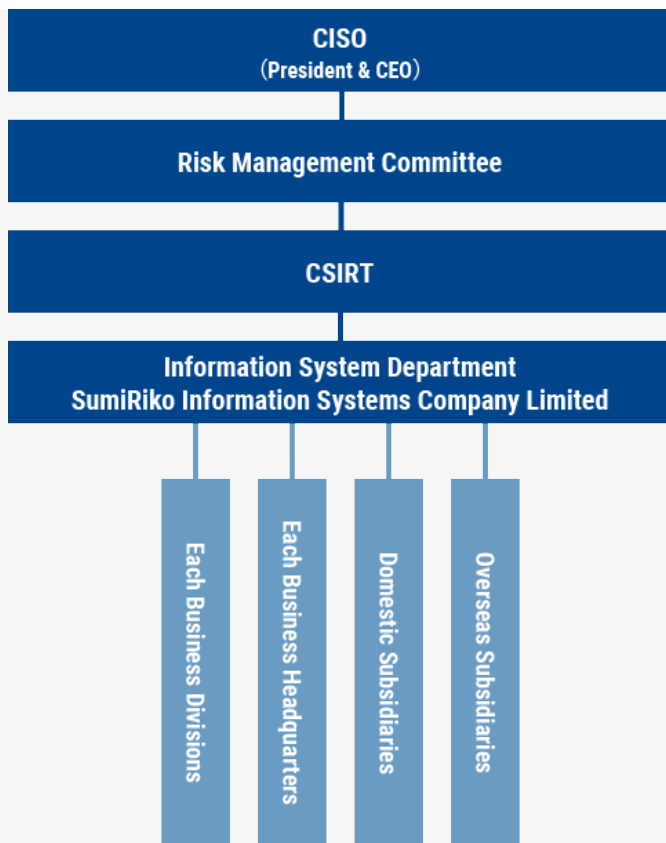 CISO
（President & CEO）
Risk Management Committee
CSIRT
Information System Department
SumiRiko Information Systems Company Limited
Each Business Divisions
Each Business Headquarters
Domestic Subsidiaries
Overseas Subsidiaries